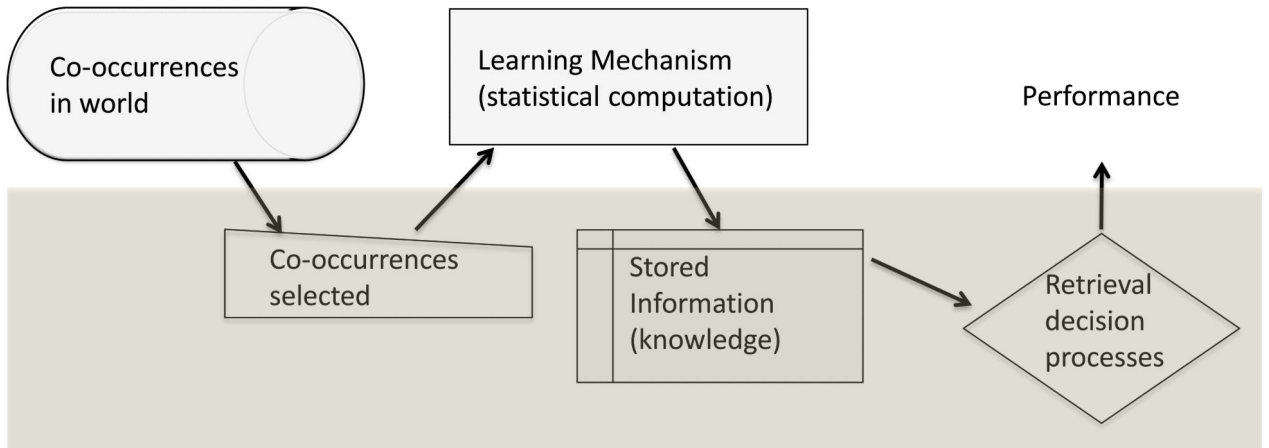 Co-occurrences
in world
Learning Mechanism
(statistical computation)
Performance
Co-occurrences
selected
Stored
Information
(knowledge)
Retrieval
decision
processes